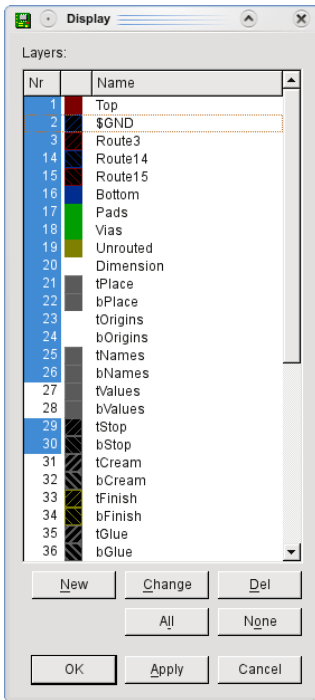 Display
Layers:
Nr Name
1 Top
2 $GND
3 Route3
14 Route14
15 Route15
16 Bottom
17 Pads
18 Vias
19 Unrouted
20 Dimension
21 tPlace
22 bPlace
23 tOrigins
24 bOrigins
25 tNames
26 bNames
27 tValues
28 bValues
29 tStop
30 bStop
31 tCream
32 bCream
33 tFinish
34 bFinish
35 tGlue
36 bGlue
New Change Del
All None
OK Apply Cancel